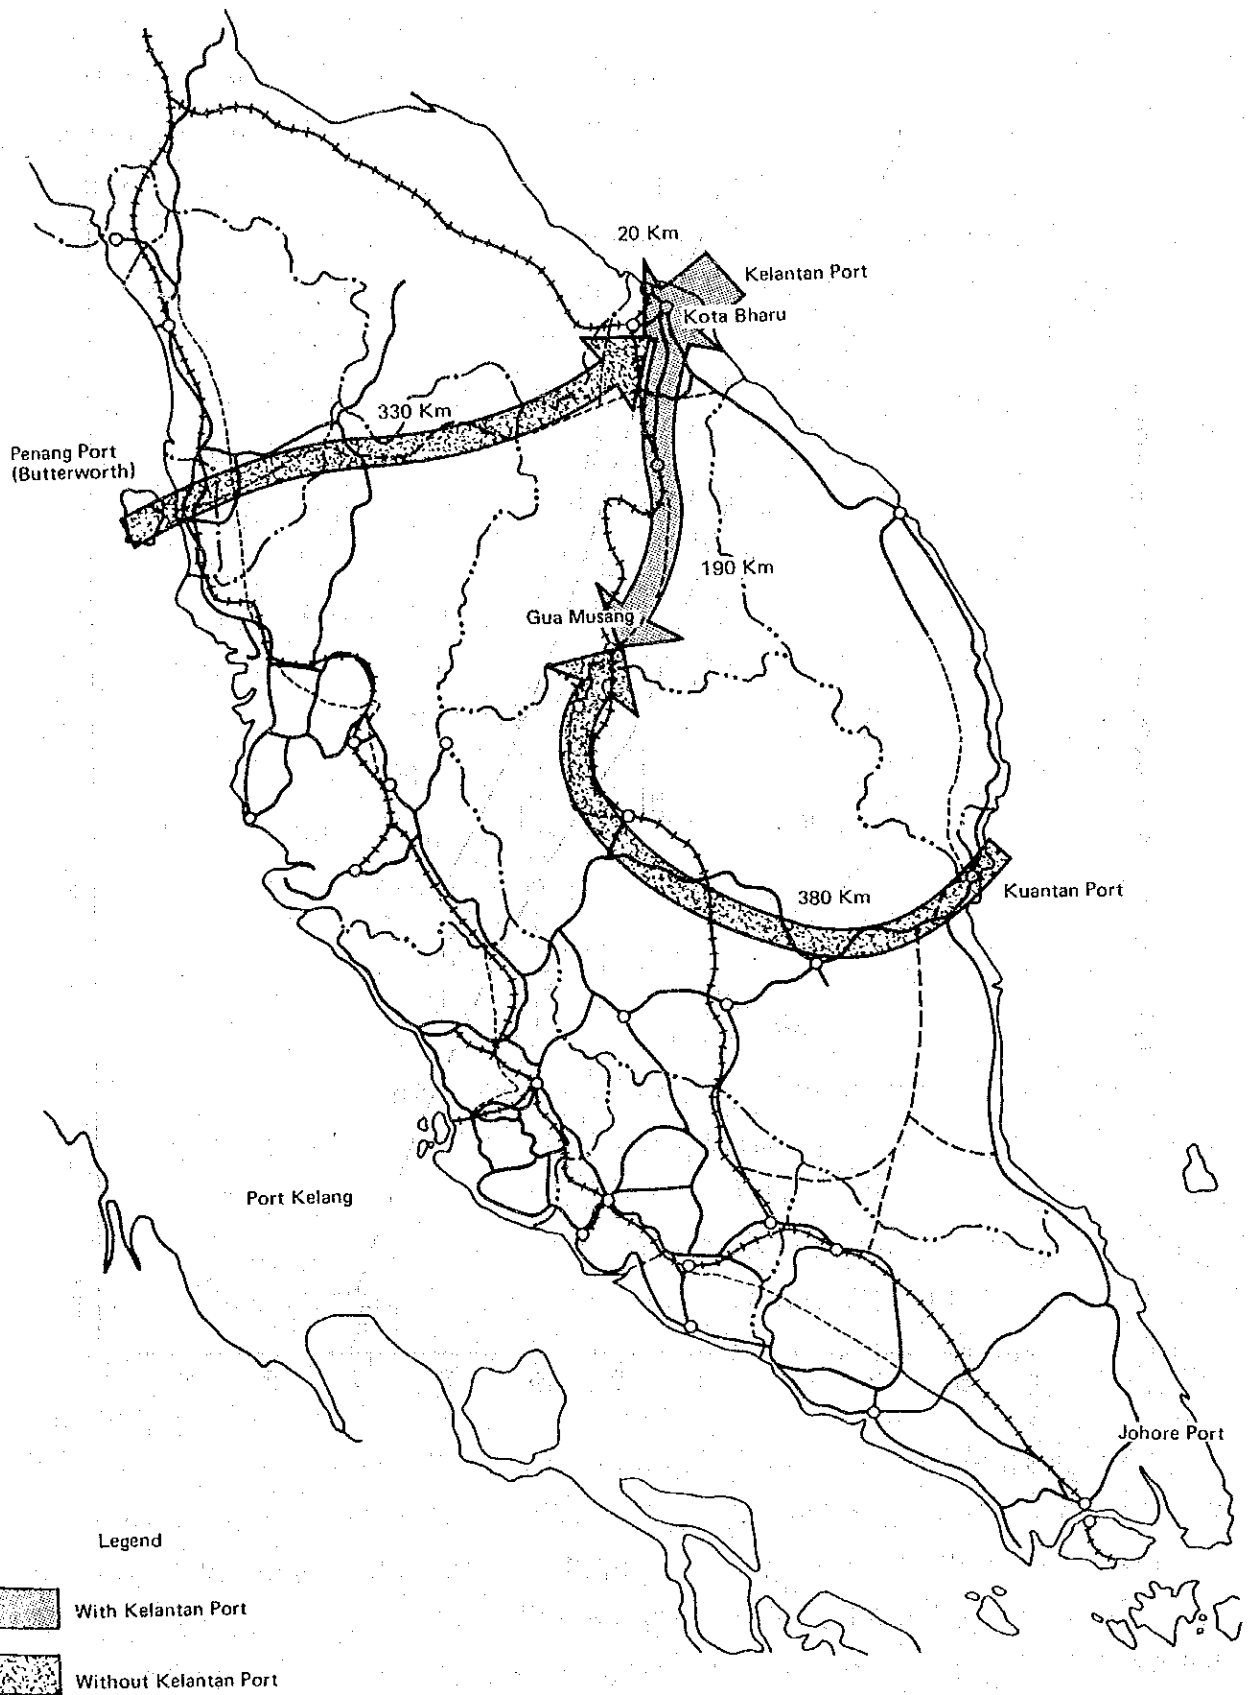 20 Km
Kelantan Port
Kota Bharu
330 Km
Penang Port
(Butterworth)
190 Km
Gua Musang
380 Km
Kuantan Port
Port Kelang
Johore Port
Legend
With Kelantan Port
Without Kelantan Port